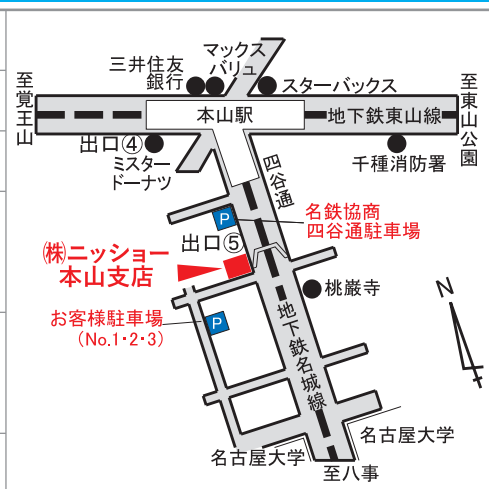 マックス
バリュ
三井住友
銀行
スターバックス
至覚王山
至東山公園
本山駅
地下鉄東山線
出口④
ミスター
ドーナツ
千種消防署
四谷通
P
名鉄協商
四谷通駐車場
出口⑤
㈱ニッショー
本山支店
桃巌寺
N
お客様駐車場
(No.1・2・3)
P
地下鉄名城線
名古屋大学
名古屋大学
至八事